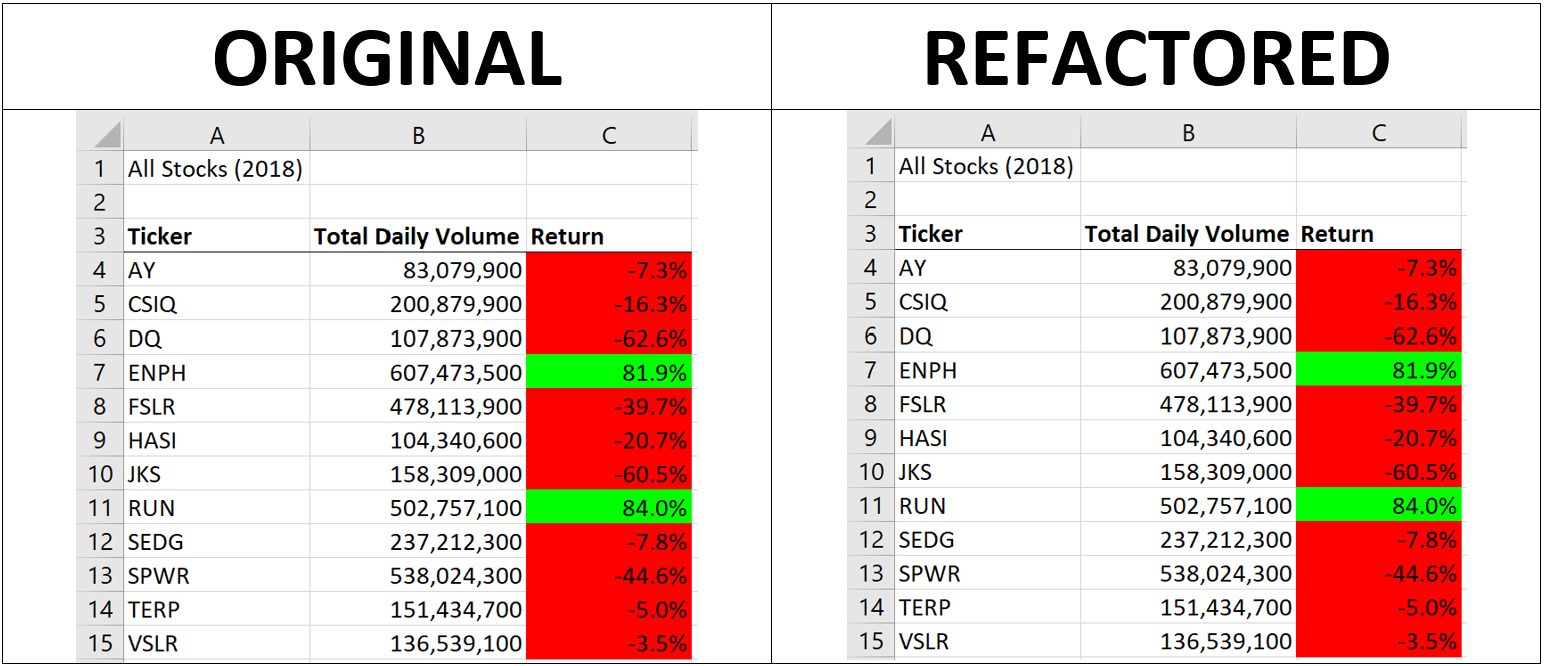 ORIGINAL
A B C
1 All Stocks (2018)
2
3 Ticker Total Daily Volume Return
4 AY 83,079,900 -7.3%
5 CSIQ 200,879,900 -16.3%
6 DQ 107,873,900 -62.6%
7 ENPH 607,473,500 81.9%
8 FSLR 478,113,900 -39.7%
9 HASI 104,340,600 -20.7%
10 JKS 158,309,000 -60.5%
11 RUN 502,757,100 84.0%
12 SEDG 237,212,300 -7.8%
13 SPWR 538,024,300 -44.6%
14 TERP 151,434,700 -5.0%
15 VSLR 136,539,100 -3.5%
REFACTORED
A B C
1 All Stocks (2018)
2
3 Ticker Total Daily Volume Return
4 AY 83,079,900 -7.3%
5 CSIQ 200,879,900 -16.3%
6 DQ 107,873,900 -62.6%
7 ENPH 607,473,500 81.9%
8 FSLR 478,113,900 -39.7%
9 HASI 104,340,600 -20.7%
10 JKS 158,309,000 -60.5%
11 RUN 502,757,100 84.0%
12 SEDG 237,212,300 -7.8%
13 SPWR 538,024,300 -44.6%
14 TERP 151,434,700 -5.0%
15 VSLR 136,539,100 -3.5%